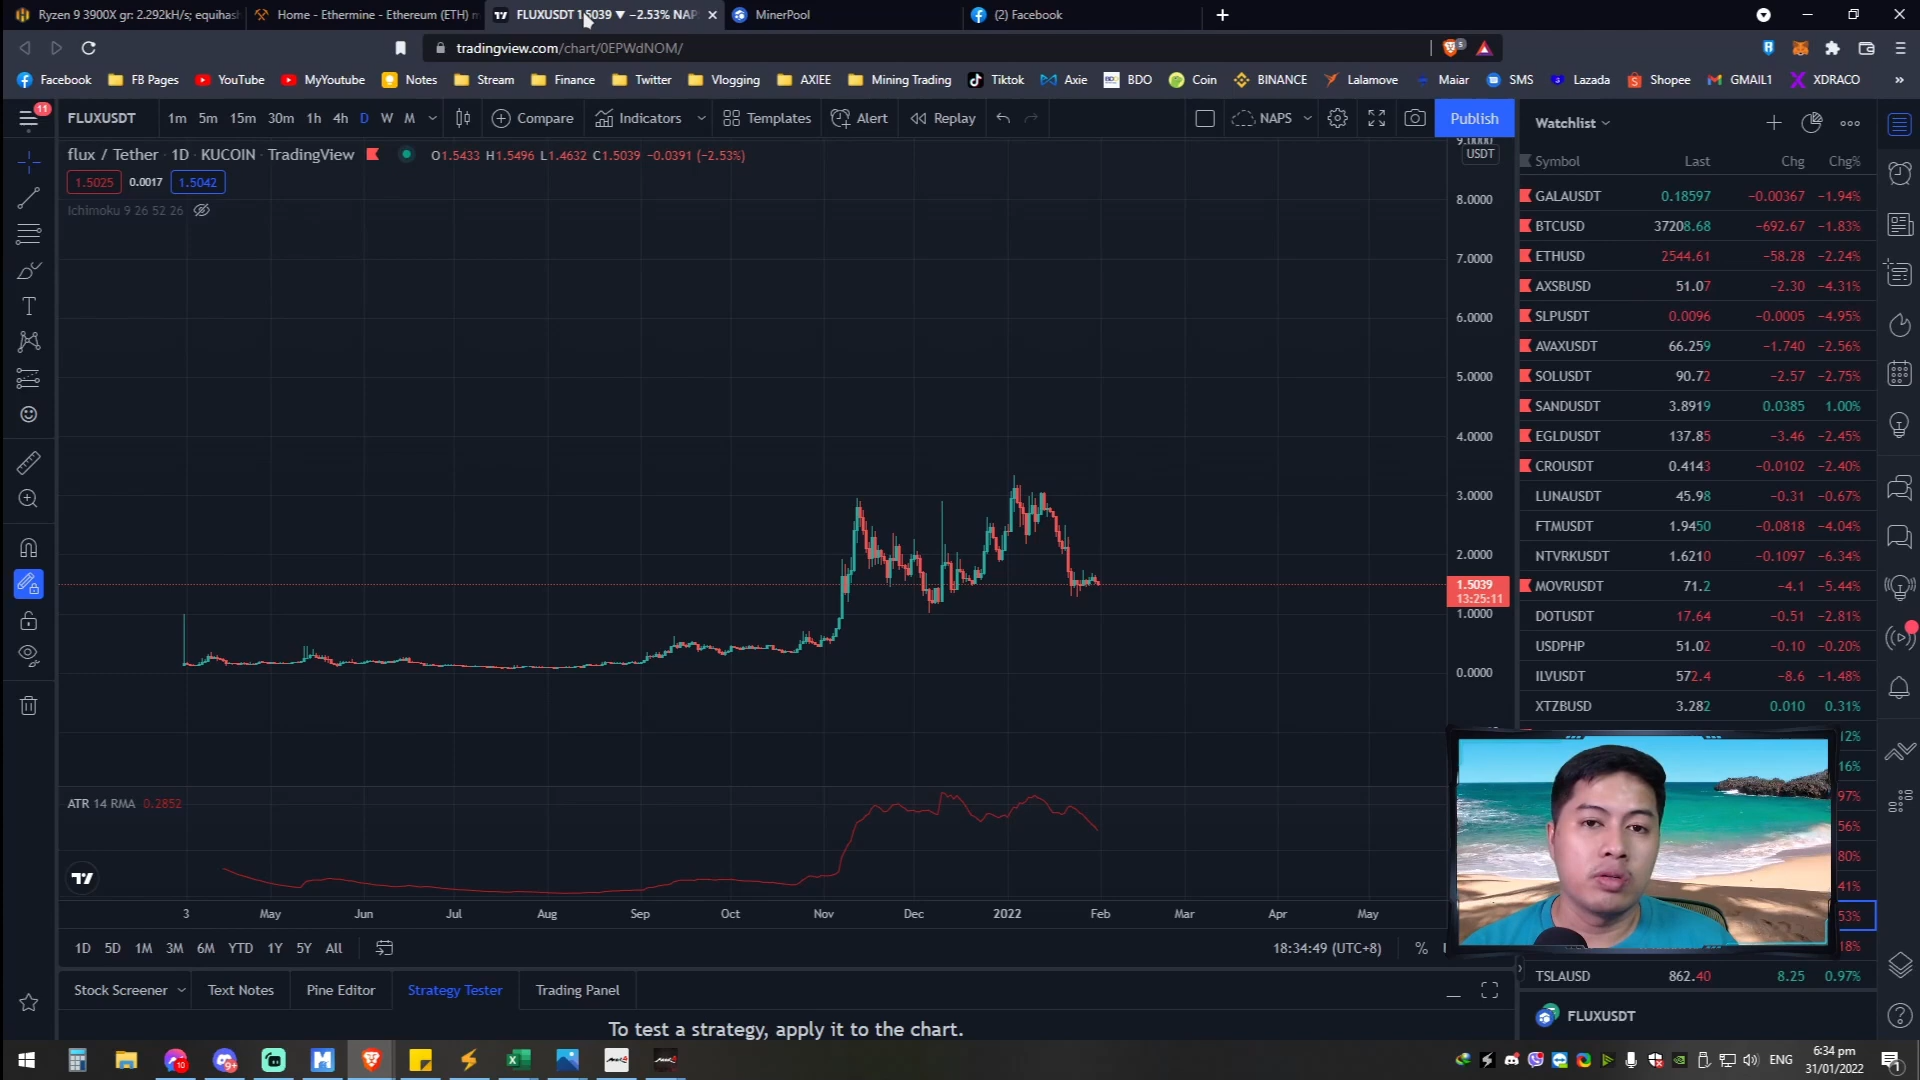 Ryzen 9 3900X gr: 2.292kH/s; equihash
Home - Ethermine - Ethereum (ETH) m
FLUXUSDT 1.5039 ▼ −2.53% NAP
MinerPool
(2) Facebook
tradingview.com/chart/0EPWdNOM/
Facebook FB Pages YouTube MyYoutube Notes Stream Finance Twitter Vlogging AXIEE Mining Trading Tiktok Axie BDO Coin BINANCE Lalamove Maiar SMS Lazada Shopee GMAIL1 XDRACO »
11
FLUXUSDT 1m 5m 15m 30m 1h 4h D W M Compare Indicators Templates Alert Replay NAPS Publish
flux / Tether · 1D · KUCOIN · TradingView O1.5433 H1.5496 L1.4632 C1.5039 −0.0391 (−2.53%)
1.5025 0.0017 1.5042
Ichimoku 9 26 52 26
USDT
8.0000
7.0000
6.0000
5.0000
4.0000
3.0000
2.0000
1.5039
13:25:11
1.0000
0.0000
ATR 14 RMA 0.2852
3 May Jun Jul Aug Sep Oct Nov Dec 2022 Feb Mar Apr May
1D 5D 1M 3M 6M YTD 1Y 5Y All
18:34:49 (UTC+8) %
Stock Screener Text Notes Pine Editor Strategy Tester Trading Panel
To test a strategy, apply it to the chart.
Watchlist
Symbol Last Chg Chg%
GALAUSDT 0.18597 −0.00367 −1.94%
BTCUSD 37208.68 −692.67 −1.83%
ETHUSD 2544.61 −58.28 −2.24%
AXSBUSD 51.07 −2.30 −4.31%
SLPUSDT 0.0096 −0.0005 −4.95%
AVAXUSDT 66.259 −1.740 −2.56%
SOLUSDT 90.72 −2.57 −2.75%
SANDUSDT 3.8919 0.0385 1.00%
EGLDUSDT 137.85 −3.46 −2.45%
CROUSDT 0.4143 −0.0102 −2.40%
LUNAUSDT 45.98 −0.31 −0.67%
FTMUSDT 1.9450 −0.0818 −4.04%
NTVRKUSDT 1.6210 −0.1097 −6.34%
MOVRUSDT 71.2 −4.1 −5.44%
DOTUSDT 17.64 −0.51 −2.81%
USDPHP 51.02 −0.10 −0.20%
ILVUSDT 572.4 −8.6 −1.48%
XTZBUSD 3.282 0.010 0.31%
12%
16%
97%
56%
80%
41%
53%
18%
TSLAUSD 862.40 8.25 0.97%
FLUXUSDT
ENG
6:34 pm
31/01/2022